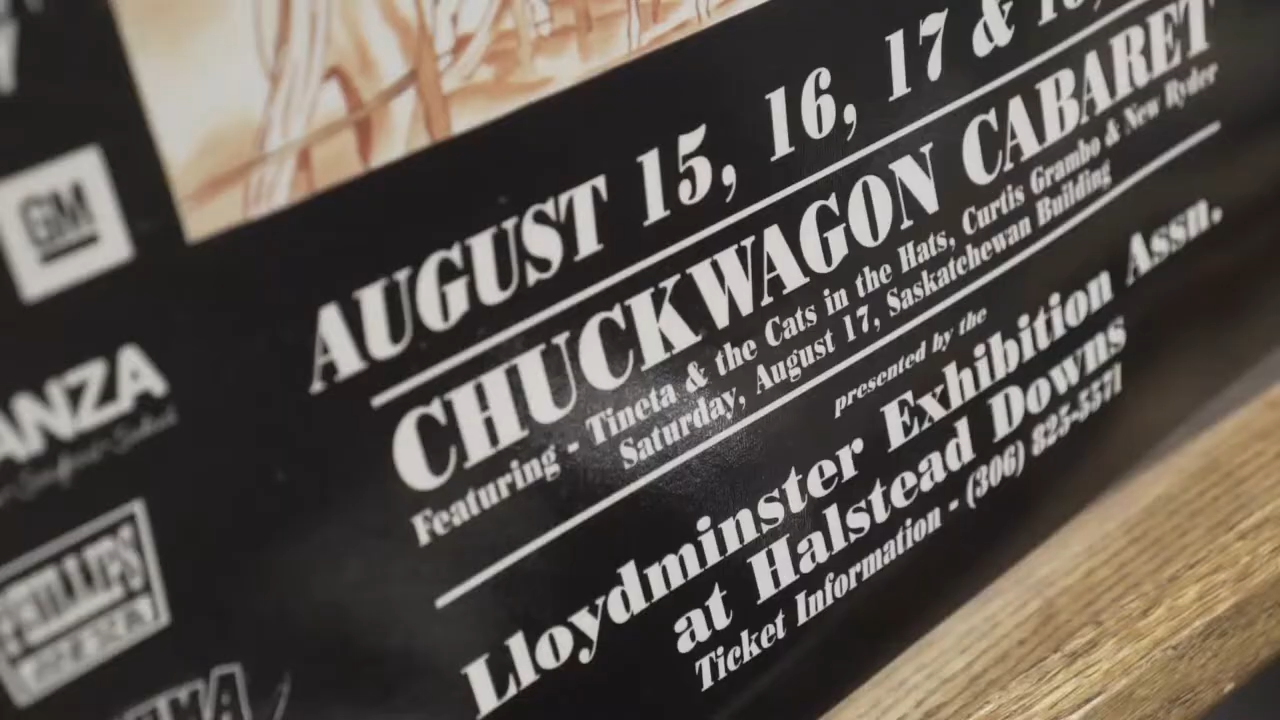 AUGUST 15, 16, 17 & 18,
CHUCKWAGON CABARET
Featuring - Tineta & the Cats in the Hats, Curtis Grambo & New Ryder
Saturday, August 17, Saskatchewan Building
presented by the
Lloydminster Exhibition Assn.
at Halstead Downs
Ticket Information - (306) 825-5571
GM
ANZA
PHILLIPS